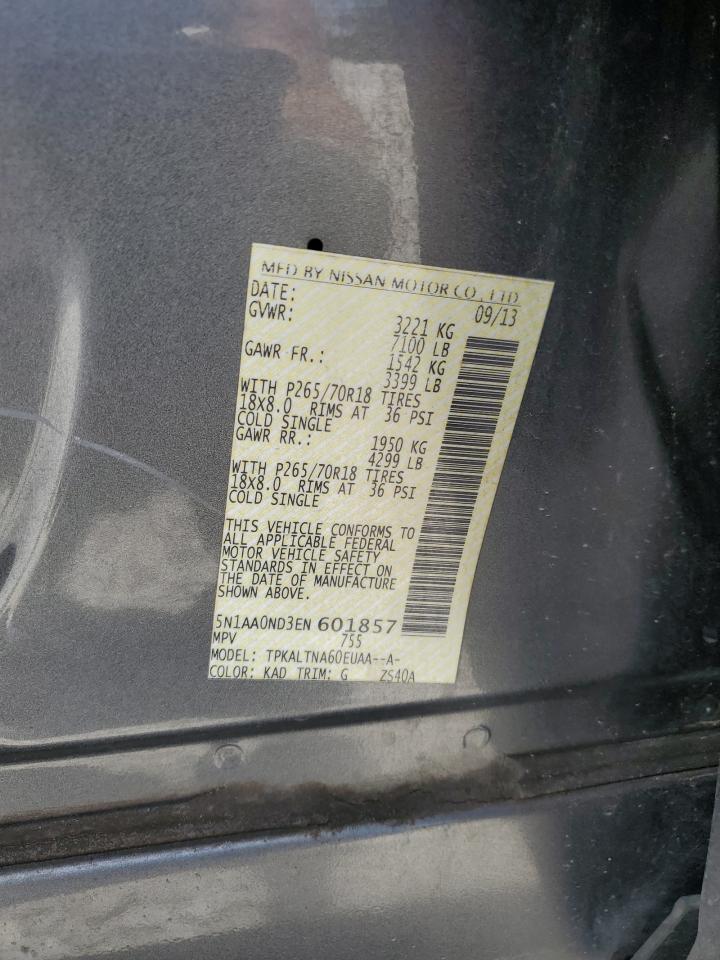 MFD BY NISSAN MOTOR CO., LTD
DATE: 09/13
GVWR: 3221 KG
7100 LB
GAWR FR.: 1542 KG
3399 LB
WITH P265/70R18 TIRES
18X8.0 RIMS AT 36 PSI
COLD SINGLE
GAWR RR.: 1950 KG
4299 LB
WITH P265/70R18 TIRES
18X8.0 RIMS AT 36 PSI
COLD SINGLE
THIS VEHICLE CONFORMS TO
ALL APPLICABLE FEDERAL
MOTOR VEHICLE SAFETY
STANDARDS IN EFFECT ON
THE DATE OF MANUFACTURE
SHOWN ABOVE.
5N1AA0ND3EN 601857
MPV 755
MODEL: TPKALTNA60EUAA--A-
COLOR: KAD TRIM: G ZS40A